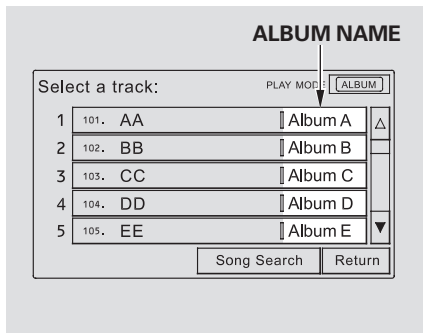 ALBUM NAME
Select a track: PLAY MODE ALBUM
1 101. AA Album A
2 102. BB Album B
3 103. CC Album C
4 104. DD Album D
5 105. EE Album E
Song Search Return